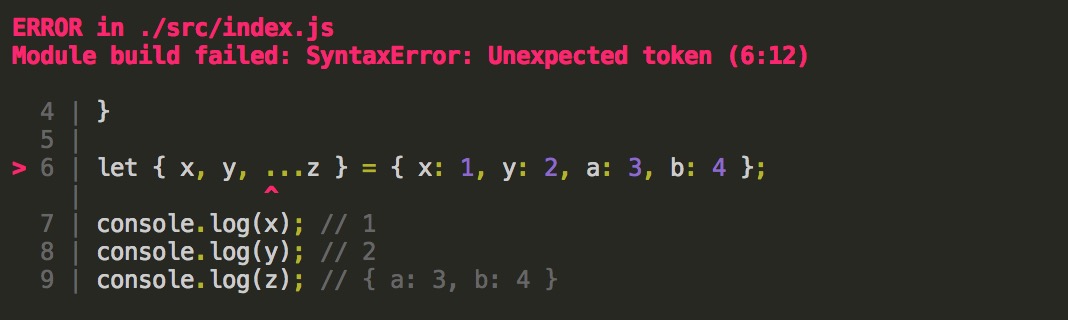 ERROR in ./src/index.js
Module build failed: SyntaxError: Unexpected token (6:12)
  4 | }
  5 |
> 6 | let { x, y, ...z } = { x: 1, y: 2, a: 3, b: 4 };
    |             ^
  7 | console.log(x); // 1
  8 | console.log(y); // 2
  9 | console.log(z); // { a: 3, b: 4 }